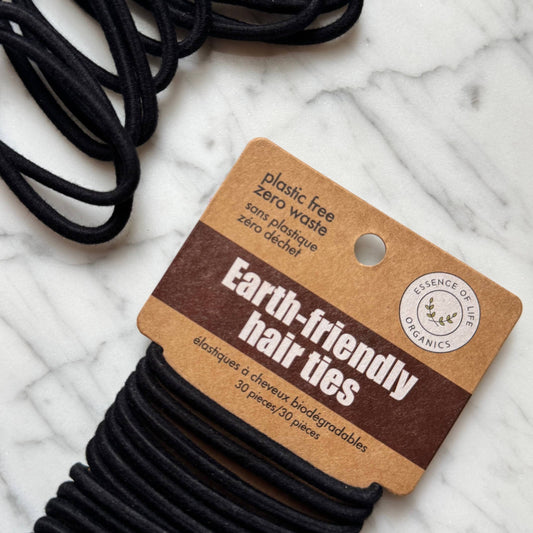 plastic free
zero waste
sans plastique
zéro déchet
ESSENCE OF LIFE
ORGANICS
Earth-friendly
hair ties
élastiques à cheveux biodégradables
30 pieces/30 pièces